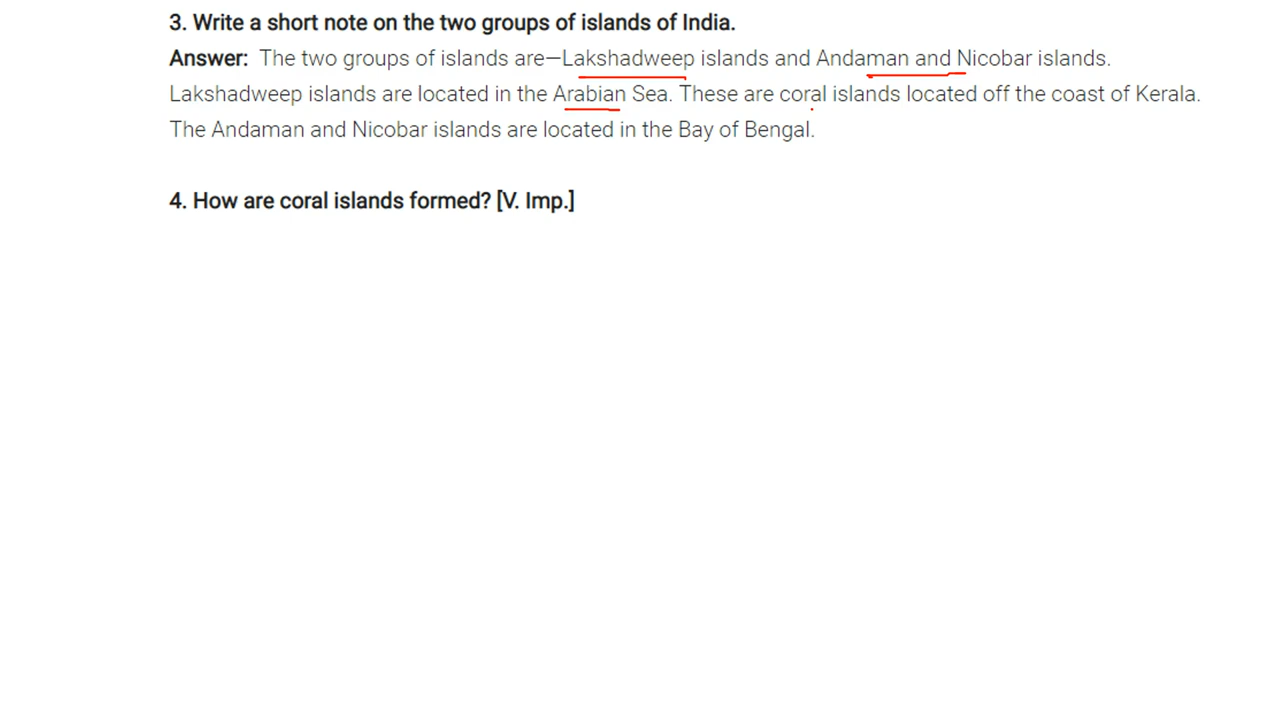 3. Write a short note on the two groups of islands of India.
Answer: The two groups of islands are—Lakshadweep islands and Andaman and Nicobar islands.
Lakshadweep islands are located in the Arabian Sea. These are coral islands located off the coast of Kerala.
The Andaman and Nicobar islands are located in the Bay of Bengal.
4. How are coral islands formed? [V. Imp.]